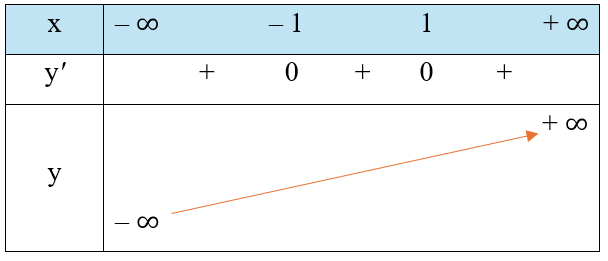 x – ∞ – 1 1 + ∞
y′ + 0 + 0 +
+ ∞
y
– ∞